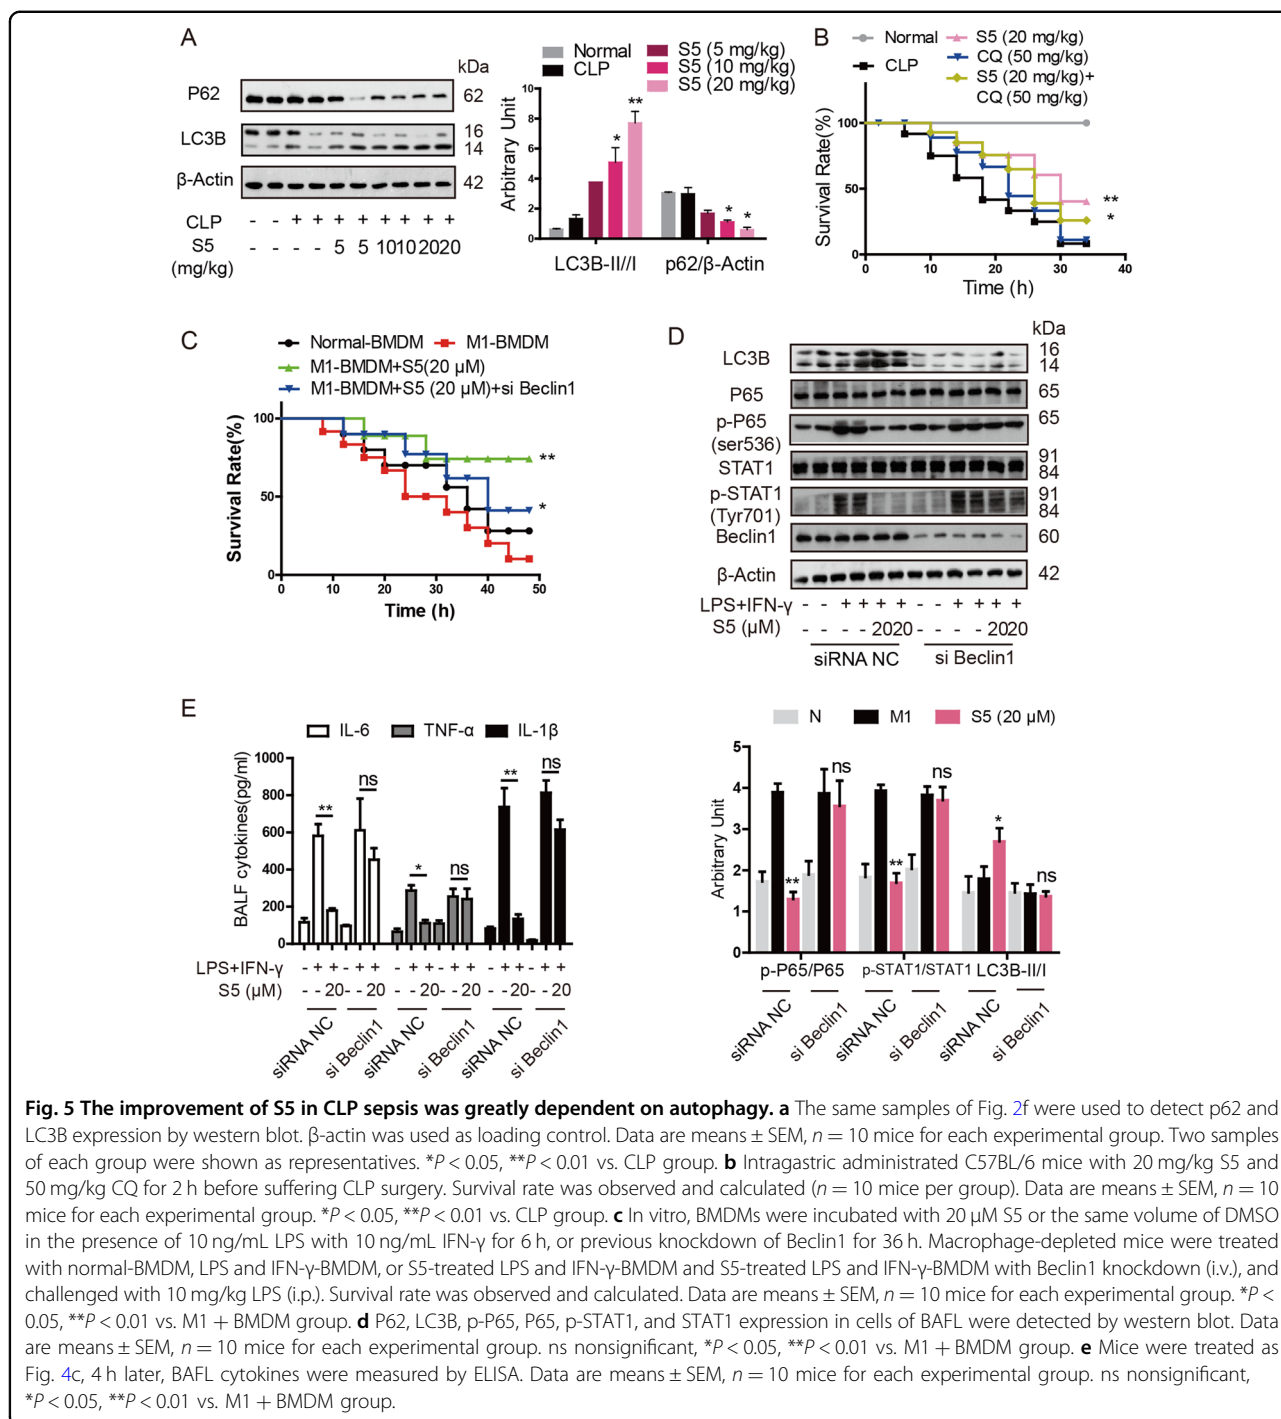 A
kDa
P62
62
LC3B
16
14
β-Actin
42
CLP - - + + + + + + + +
S5 - - - - 5 5 1010 2020
(mg/kg)
Normal
CLP
S5 (5 mg/kg)
S5 (10 mg/kg)
S5 (20 mg/kg)
Arbitrary Unit
10
8
6
4
2
0
* ** * *
LC3B-II//I p62/β-Actin
B
Normal
CLP
S5 (20 mg/kg)
CQ (50 mg/kg)
S5 (20 mg/kg)+
CQ (50 mg/kg)
Survival Rate(%)
100
50
0
**
*
0 10 20 30 40
Time (h)
C
Normal-BMDM M1-BMDM
M1-BMDM+S5(20 μM)
M1-BMDM+S5 (20 μM)+si Beclin1
Survival Rate(%)
100
50
0
**
*
0 10 20 30 40 50
Time (h)
D
kDa
LC3B
16
14
P65
65
p-P65
(ser536)
65
STAT1
91
84
p-STAT1
(Tyr701)
91
84
Beclin1
60
β-Actin
42
LPS+IFN-γ - - + + + + - - + + + +
S5 (μM) - - - - 2020 - - - - 2020
siRNA NC si Beclin1
N M1 S5 (20 μM)
Arbitrary Unit
5
4
3
2
1
0
** ns ** ns * ns
p-P65/P65 p-STAT1/STAT1 LC3B-II/I
siRNA NC si Beclin1 siRNA NC si Beclin1 siRNA NC si Beclin1
E
IL-6 TNF-α IL-1β
BALF cytokines(pg/ml)
1000
800
600
400
200
0
** ns * ns ** ns
LPS+IFN-γ - + + - + + - + + - + + - + + - + +
S5 (μM) - - 20 - - 20 - - 20 - - 20 - - 20 - - 20
siRNA NC si Beclin1 siRNA NC si Beclin1 siRNA NC si Beclin1
Fig. 5 The improvement of S5 in CLP sepsis was greatly dependent on autophagy. a The same samples of Fig. 2f were used to detect p62 and
LC3B expression by western blot. β-actin was used as loading control. Data are means ± SEM, n = 10 mice for each experimental group. Two samples
of each group were shown as representatives. *P < 0.05, **P < 0.01 vs. CLP group. b Intragastric administrated C57BL/6 mice with 20 mg/kg S5 and
50 mg/kg CQ for 2 h before suffering CLP surgery. Survival rate was observed and calculated (n = 10 mice per group). Data are means ± SEM, n = 10
mice for each experimental group. *P < 0.05, **P < 0.01 vs. CLP group. c In vitro, BMDMs were incubated with 20 μM S5 or the same volume of DMSO
in the presence of 10 ng/mL LPS with 10 ng/mL IFN-γ for 6 h, or previous knockdown of Beclin1 for 36 h. Macrophage-depleted mice were treated
with normal-BMDM, LPS and IFN-γ-BMDM, or S5-treated LPS and IFN-γ-BMDM and S5-treated LPS and IFN-γ-BMDM with Beclin1 knockdown (i.v.), and
challenged with 10 mg/kg LPS (i.p.). Survival rate was observed and calculated. Data are means ± SEM, n = 10 mice for each experimental group. *P <
0.05, **P < 0.01 vs. M1 + BMDM group. d P62, LC3B, p-P65, P65, p-STAT1, and STAT1 expression in cells of BAFL were detected by western blot. Data
are means ± SEM, n = 10 mice for each experimental group. ns nonsignificant, *P < 0.05, **P < 0.01 vs. M1 + BMDM group. e Mice were treated as
Fig. 4c, 4 h later, BAFL cytokines were measured by ELISA. Data are means ± SEM, n = 10 mice for each experimental group. ns nonsignificant,
*P < 0.05, **P < 0.01 vs. M1 + BMDM group.